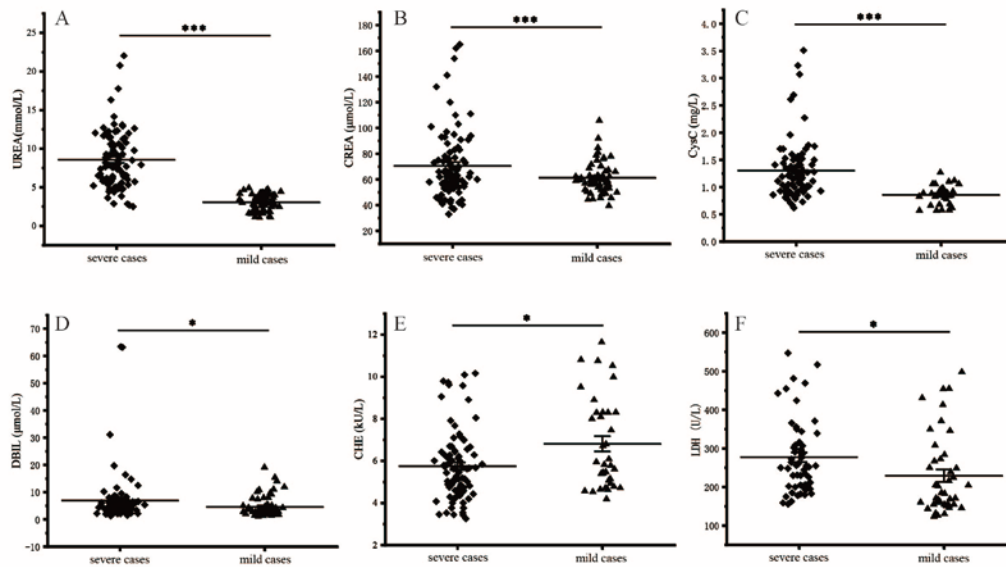 A
***
UREA(mmol/L)
25
20
15
10
5
0
severe cases
mild cases
B
***
CREA (μmol/L)
180
160
140
120
100
80
60
40
20
severe cases
mild cases
C
***
CysC (mg/L)
4.0
3.5
3.0
2.5
2.0
1.5
1.0
0.5
0.0
severe cases
mild cases
D
*
DBIL (μmol/L)
70
60
50
40
30
20
10
0
-10
severe cases
mild cases
E
*
CHE (kU/L)
12
10
8
6
4
2
severe cases
mild cases
F
*
LDH (U/L)
600
500
400
300
200
100
severe cases
mild cases